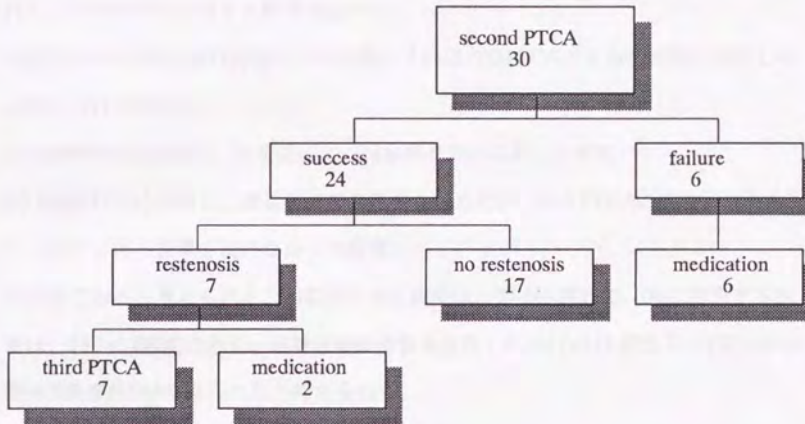 second PTCA
30
success
24
failure
6
restenosis
7
no restenosis
17
medication
6
third PTCA
7
medication
2